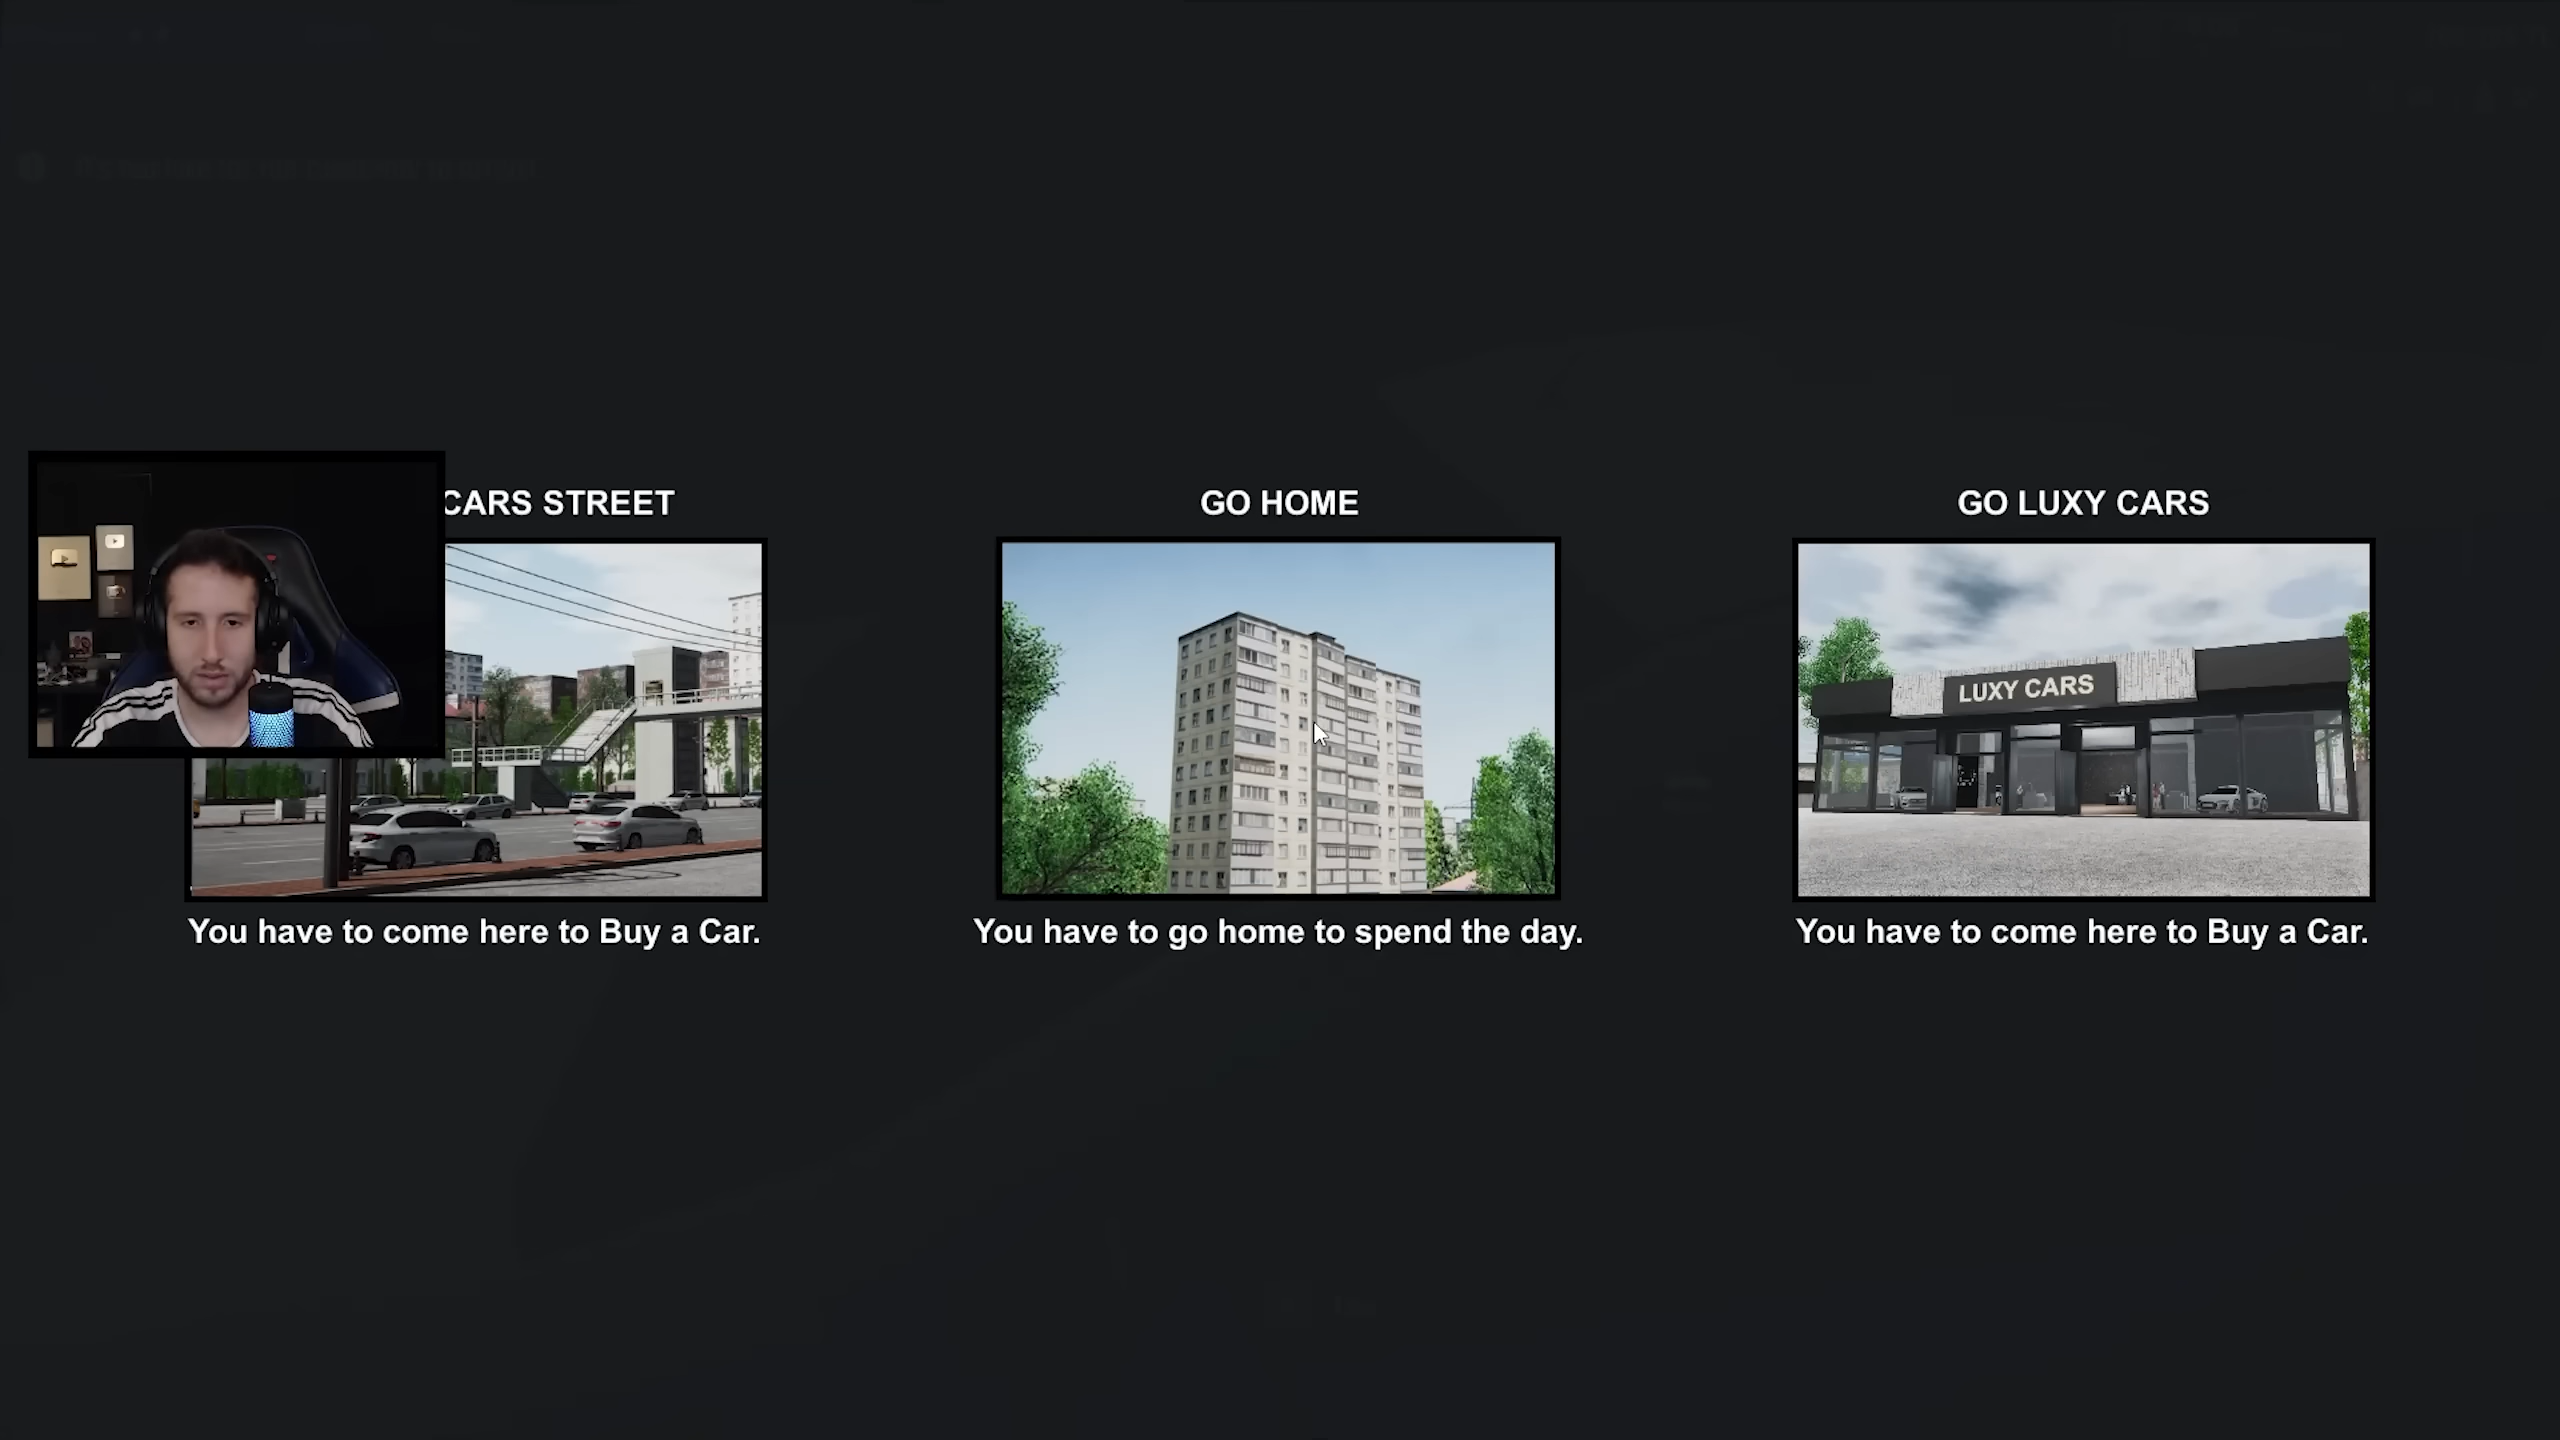 CARS STREET
GO HOME
GO LUXY CARS
LUXY CARS
You have to come here to Buy a Car.
You have to go home to spend the day.
You have to come here to Buy a Car.